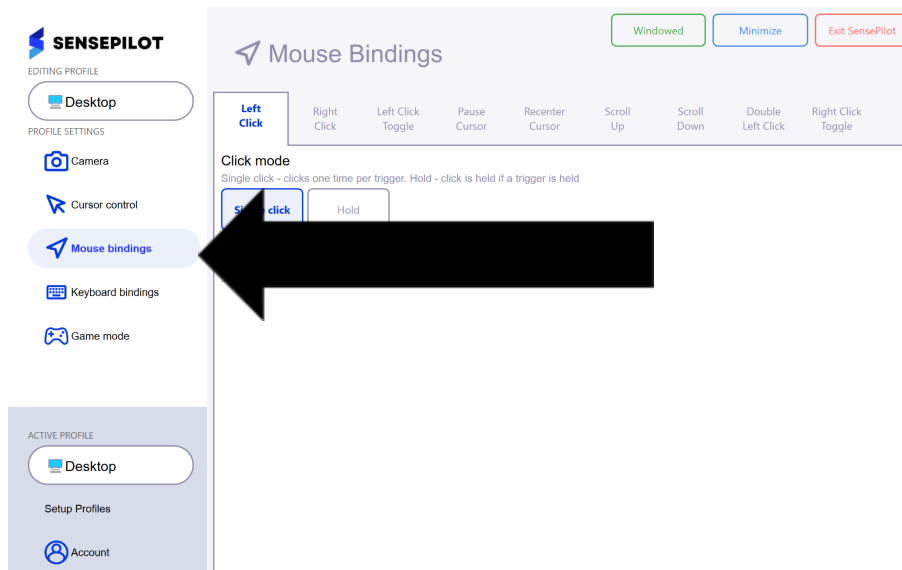 SENSEPILOT
EDITING PROFILE
Desktop
PROFILE SETTINGS
Camera
Cursor control
Mouse bindings
Keyboard bindings
Game mode
ACTIVE PROFILE
Desktop
Setup Profiles
Account
Windowed
Minimize
Exit SensePilot
Mouse Bindings
Left Click
Right Click
Left Click Toggle
Pause Cursor
Recenter Cursor
Scroll Up
Scroll Down
Double Left Click
Right Click Toggle
Click mode
Single click - clicks one time per trigger. Hold - click is held if a trigger is held
click
Hold